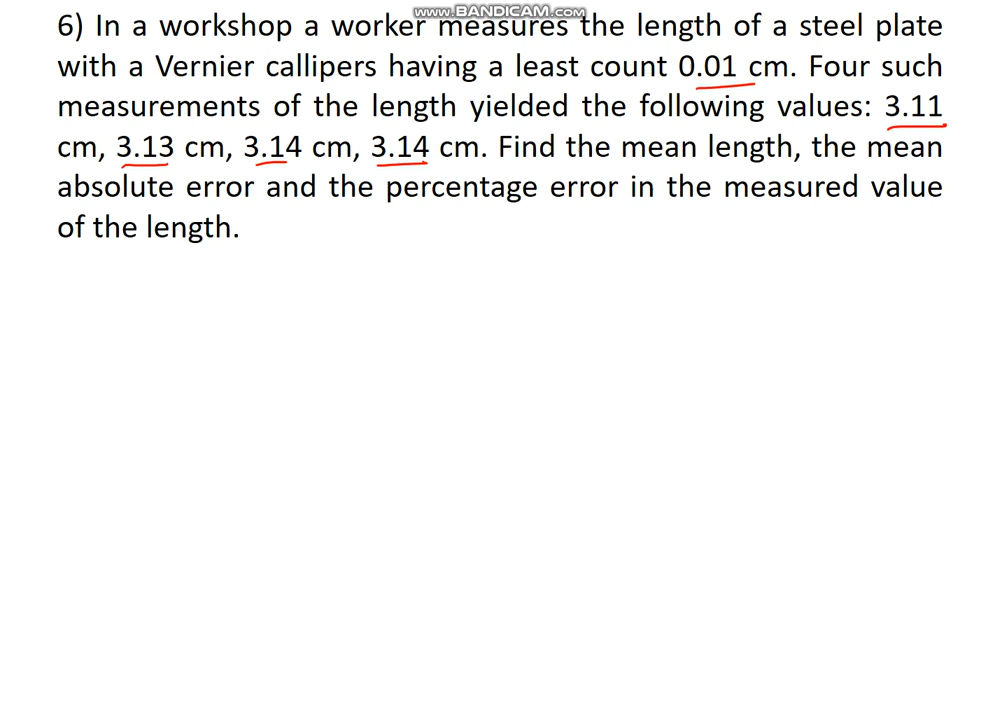 www.BANDICAM.com
6) In a workshop a worker measures the length of a steel plate
with a Vernier callipers having a least count 0.01 cm. Four such
measurements of the length yielded the following values: 3.11
cm, 3.13 cm, 3.14 cm, 3.14 cm. Find the mean length, the mean
absolute error and the percentage error in the measured value
of the length.